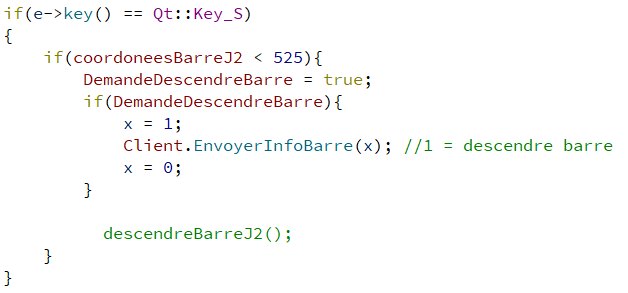 if(e->key() == Qt::Key_S)
{
if(coordoneesBarreJ2 < 525){
DemandeDescendreBarre = true;
if(DemandeDescendreBarre){
x = 1;
Client.EnvoyerInfoBarre(x); //1 = descendre barre
x = 0;
}
descendreBarreJ2();
}
}